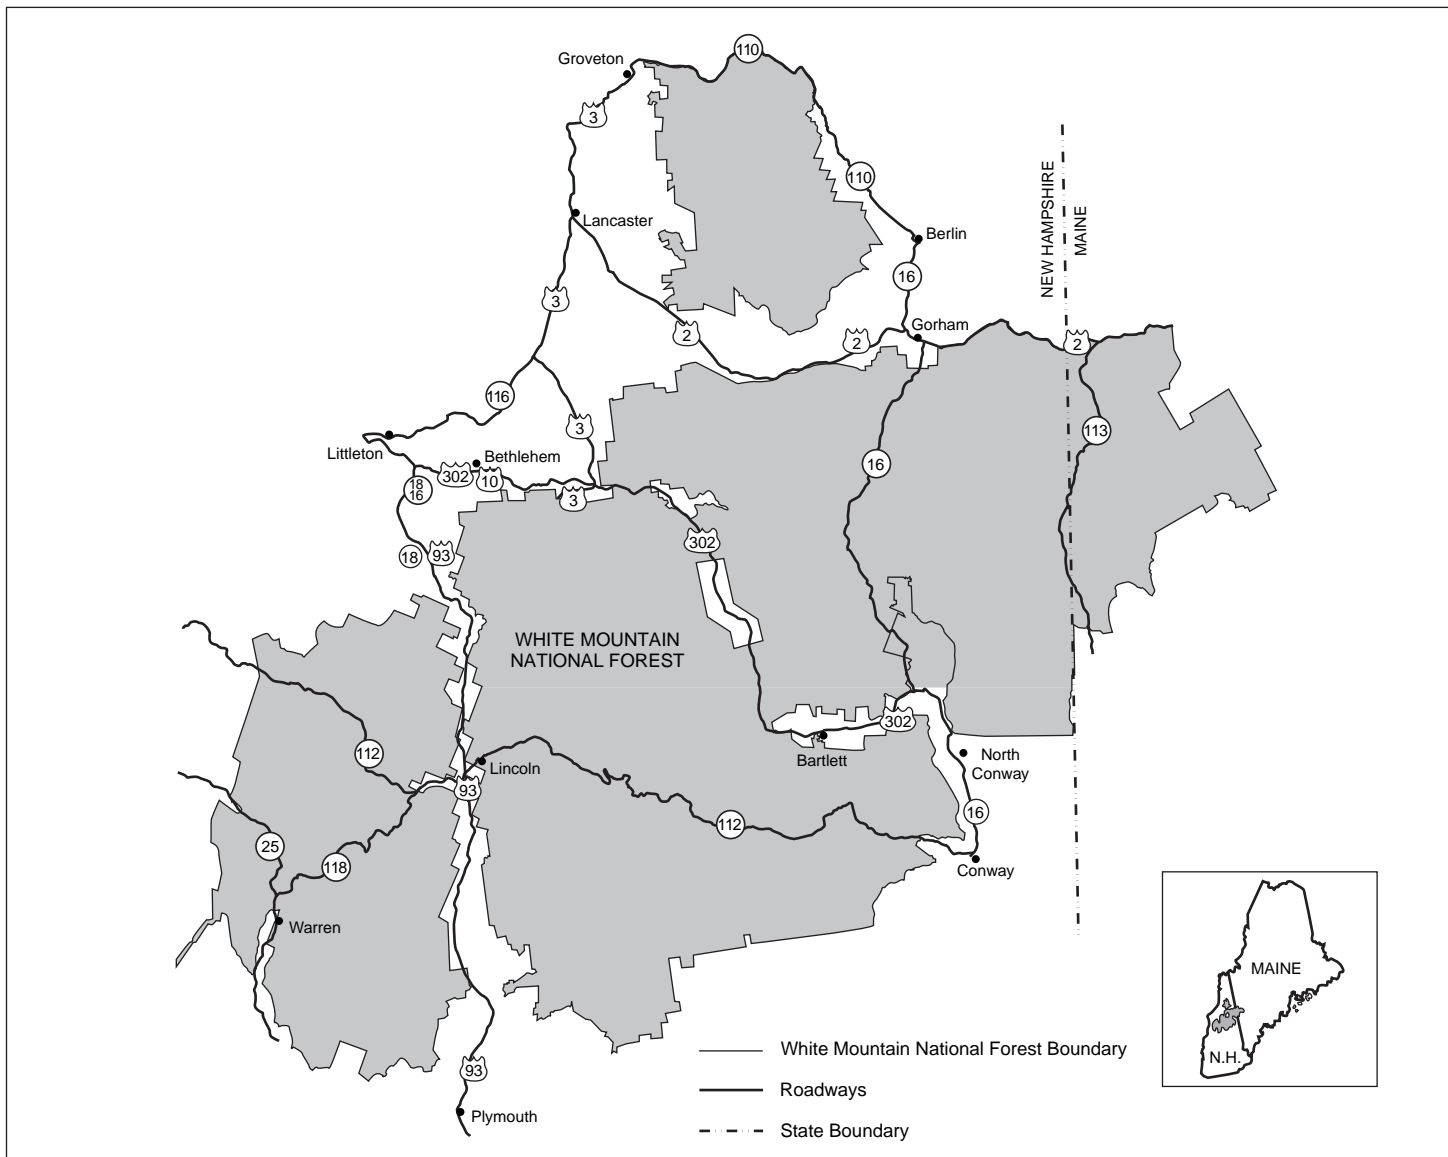 110
Groveton
3
110
NEW HAMPSHIRE
MAINE
Lancaster
Berlin
16
3
Gorham
2
2
2
116
3
113
Littleton
Bethlehem
302
10
18
16
3
16
302
18
93
WHITE MOUNTAIN
NATIONAL FOREST
112
302
Bartlett
North
Conway
Lincoln
93
112
16
25
118
Conway
Warren
MAINE
N.H.
White Mountain National Forest Boundary
93
Roadways
Plymouth
State Boundary